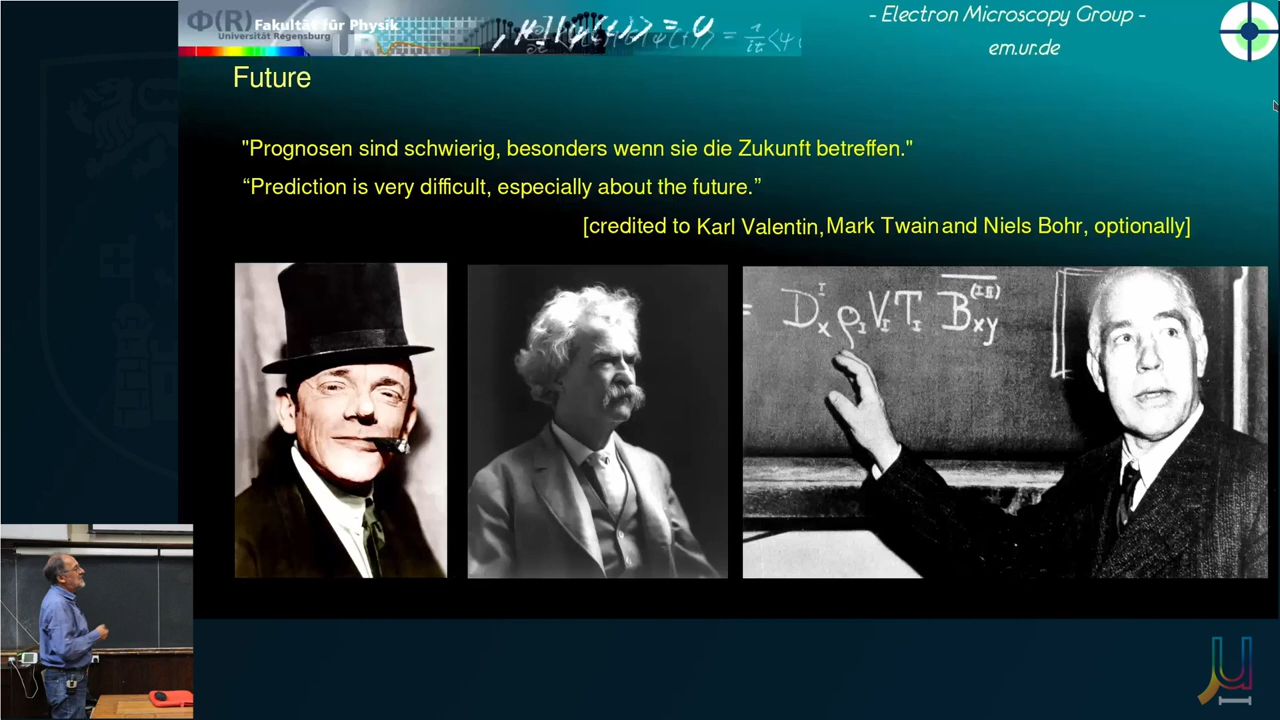 Φ(R) Fakultät für Physik
Universität Regensburg
UR
- Electron Microscopy Group -
em.ur.de
Future
"Prognosen sind schwierig, besonders wenn sie die Zukunft betreffen."
“Prediction is very difficult, especially about the future.”
[credited to Karl Valentin, Mark Twain and Niels Bohr, optionally]